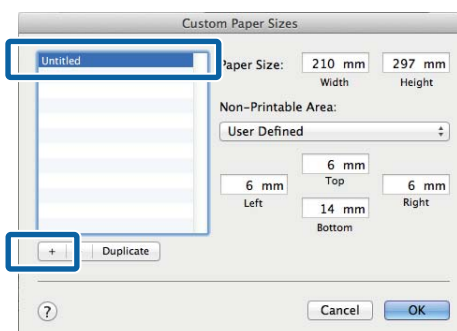 Custom Paper Sizes
Untitled
Paper Size: 210 mm 297 mm
Width Height
Non-Printable Area:
User Defined
6 mm
Top
6 mm 6 mm
Left Right
14 mm
Bottom
+ Duplicate
? Cancel OK